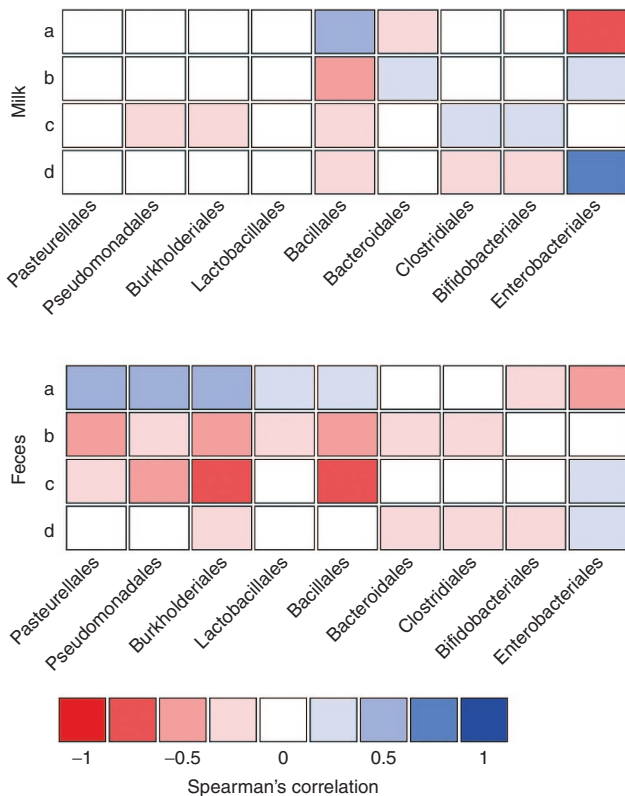 Milk
a
b
c
d
Pasteurellales
Pseudomonadales
Burkholderiales
Lactobacillales
Bacillales
Bacteroidales
Clostridiales
Bifidobacteriales
Enterobacteriales
Feces
a
b
c
d
Pasteurellales
Pseudomonadales
Burkholderiales
Lactobacillales
Bacillales
Bacteroidales
Clostridiales
Bifidobacteriales
Enterobacteriales
−1 −0.5 0 0.5 1
Spearman's correlation